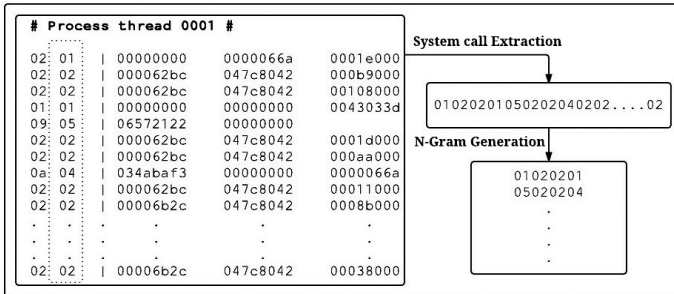 # Process thread 0001 #
02 01 | 00000000 0000066a 0001e000
02 02 | 000062bc 047c8042 000b9000
02 02 | 000062bc 047c8042 00108000
01 01 | 00000000 00000000 0043033d
09 05 | 06572122 00000000
02 02 | 000062bc 047c8042 0001d000
02 02 | 000062bc 047c8042 000aa000
0a 04 | 034abaf3 00000000 0000066a
02 02 | 000062bc 047c8042 00011000
02 02 | 00006b2c 047c8042 0008b000
. . . . .
. . . . .
. . . . .
02 02 | 00006b2c 047c8042 00038000
System call Extraction
01020201050202040202....02
N-Gram Generation
01020201
05020204
.
.
.
.